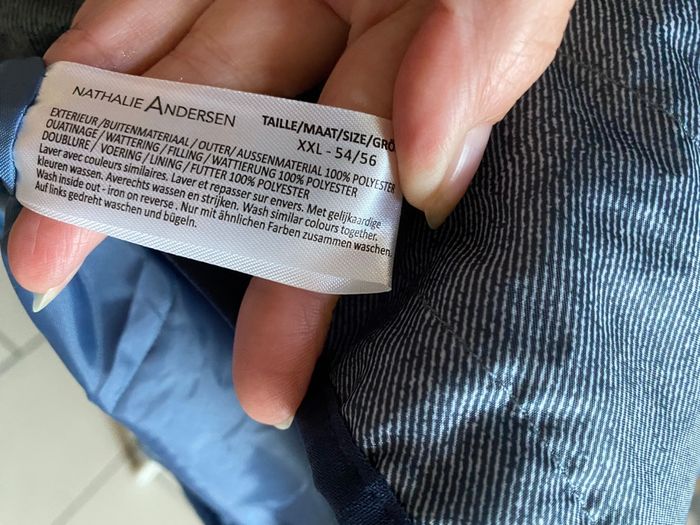 NATHALIE ANDERSEN
TAILLE/MAAT/SIZE/GRÖ
XXL - 54/56
EXTERIEUR/BUITENMATERIAAL/OUTER/AUSSENMATERIAL 100% POLYESTER
OUATINAGE/WATTERING/FILLING/WATTIERUNG 100% POLYESTER
DOUBLURE/VOERING/LINING/FUTTER 100% POLYESTER
Laver avec couleurs similaires. Laver et repasser sur envers. Met gelijkaardige
kleuren wassen. Averechts wassen en strijken. Wash similar colours together.
Wash inside out - iron on reverse . Nur mit ähnlichen Farben zusammen waschen.
Auf links gedreht waschen und bügeln.